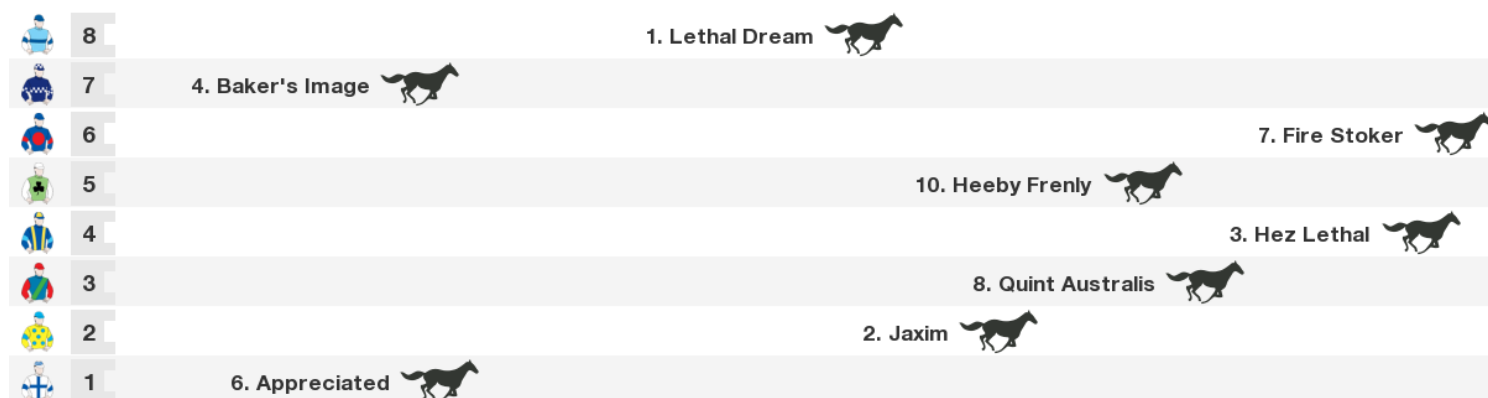 8 1. Lethal Dream
7 4. Baker's Image
6 7. Fire Stoker
5 10. Heeby Frenly
4 3. Hez Lethal
3 8. Quint Australis
2 2. Jaxim
1 6. Appreciated